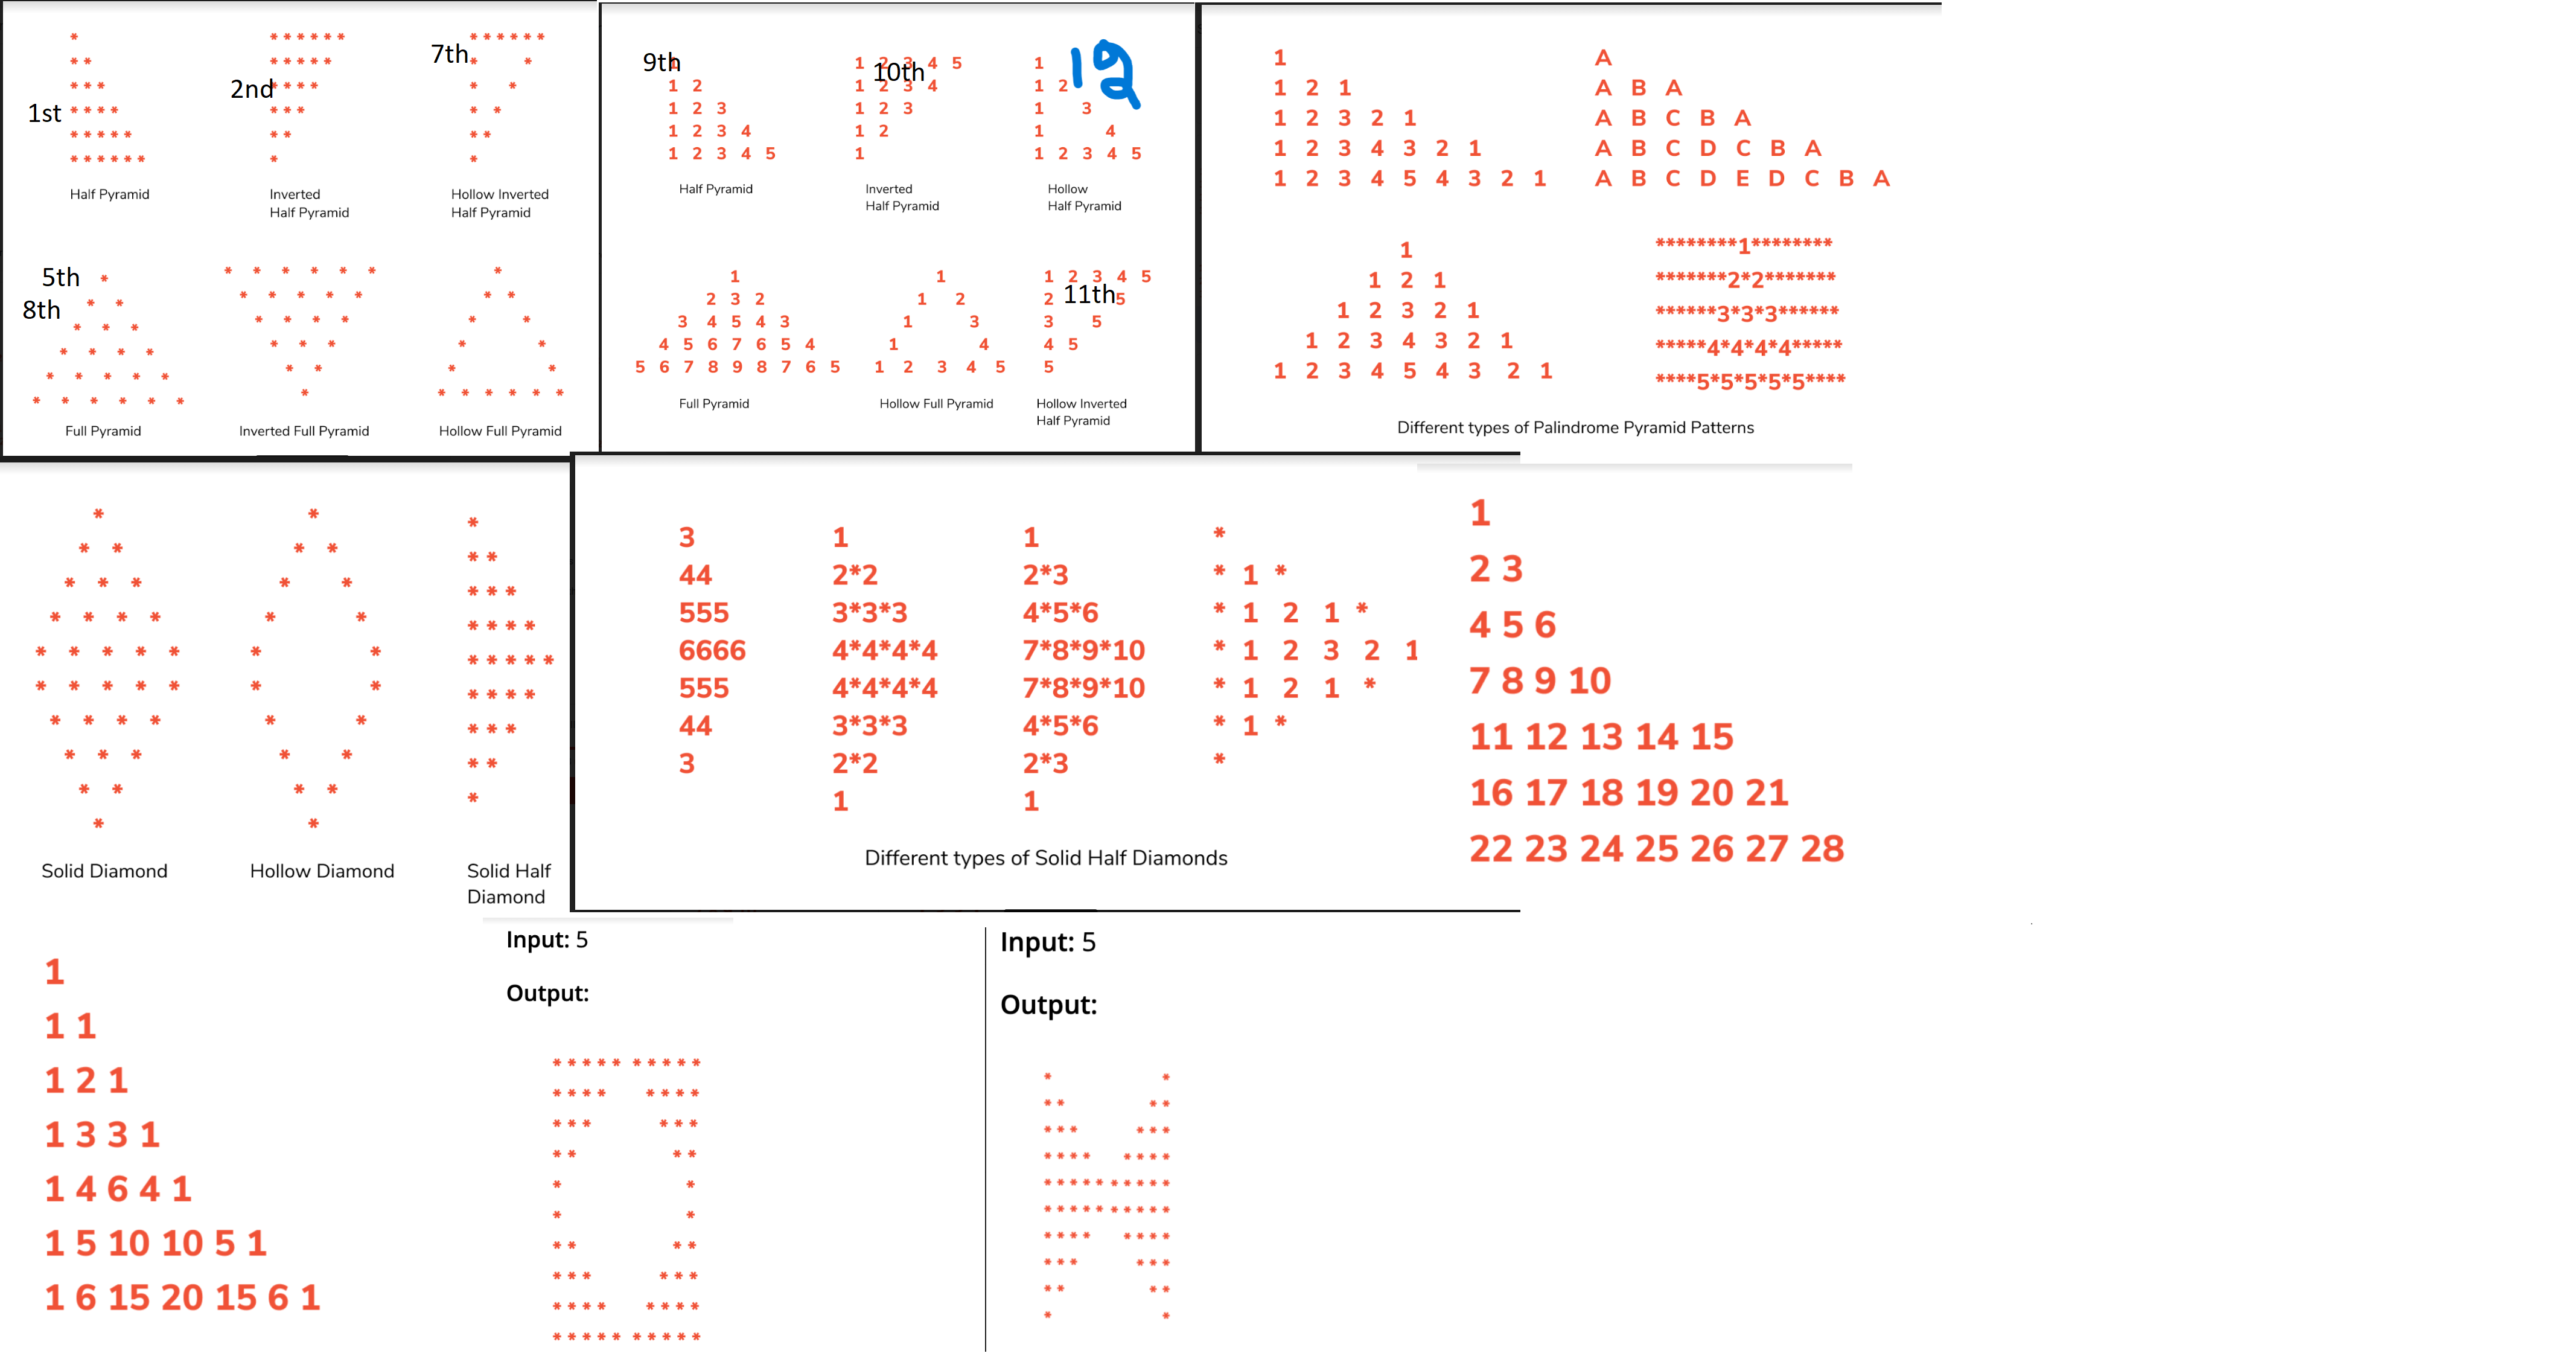 *
* *
* * *
1st * * * *
* * * * *
* * * * * *
Half Pyramid
* * * * * *
* * * * *
2nd * * * *
* * *
* *
*
Inverted
Half Pyramid
* * * * * *
7th * *
* *
* *
* *
*
Hollow Inverted
Half Pyramid
5th *
8th * *
* * *
* * * *
* * * * *
* * * * * *
Full Pyramid
* * * * * *
* * * * *
* * * *
* * *
* *
*
Inverted Full Pyramid
*
* *
* *
* *
* *
* * * * * *
Hollow Full Pyramid
9th 1
1 2
1 2 3
1 2 3 4
1 2 3 4 5
Half Pyramid
1 2 3 4 5
10th
1 2 3 4
1 2 3
1 2
1
Inverted
Half Pyramid
1
1 2
1 3
1 4
1 2 3 4 5
Hollow
Half Pyramid
1
2 3 2
3 4 5 4 3
4 5 6 7 6 5 4
5 6 7 8 9 8 7 6 5
Full Pyramid
1
1 2
1 3
1 4
1 2 3 4 5
Hollow Full Pyramid
1 2 3 4 5
2 11th 5
3 5
4 5
5
Hollow Inverted
Half Pyramid
1
1 2 1
1 2 3 2 1
1 2 3 4 3 2 1
1 2 3 4 5 4 3 2 1
A
A B A
A B C B A
A B C D C B A
A B C D E D C B A
1
1 2 1
1 2 3 2 1
1 2 3 4 3 2 1
1 2 3 4 5 4 3 2 1
********1********
*******2*2*******
******3*3*3******
*****4*4*4*4*****
****5*5*5*5*5****
Different types of Palindrome Pyramid Patterns
*
* *
* * *
* * * *
* * * * *
* * * * *
* * * *
* * *
* *
*
Solid Diamond
*
* *
* *
* *
* *
* *
* *
* *
* *
*
Hollow Diamond
*
* *
* * *
* * * *
* * * * *
* * * *
* * *
* *
*
Solid Half
Diamond
3
44
555
6666
555
44
3
1
2*2
3*3*3
4*4*4*4
4*4*4*4
3*3*3
2*2
1
1
2*3
4*5*6
7*8*9*10
7*8*9*10
4*5*6
2*3
1
*
* 1 *
* 1 2 1 *
* 1 2 3 2 1
* 1 2 1 *
* 1 *
*
Different types of Solid Half Diamonds
1
2 3
4 5 6
7 8 9 10
11 12 13 14 15
16 17 18 19 20 21
22 23 24 25 26 27 28
1
1 1
1 2 1
1 3 3 1
1 4 6 4 1
1 5 10 10 5 1
1 6 15 20 15 6 1
Input: 5
Output:
* * * * * * * * * *
* * * * * * * *
* * * * * *
* * * *
* *
* *
* * * *
* * * * * *
* * * * * * * *
* * * * * * * * * *
Input: 5
Output:
* *
* * * *
* * * * * *
* * * * * * * *
* * * * * * * * * *
* * * * * * * * * *
* * * * * * * *
* * * * * *
* * * *
* *